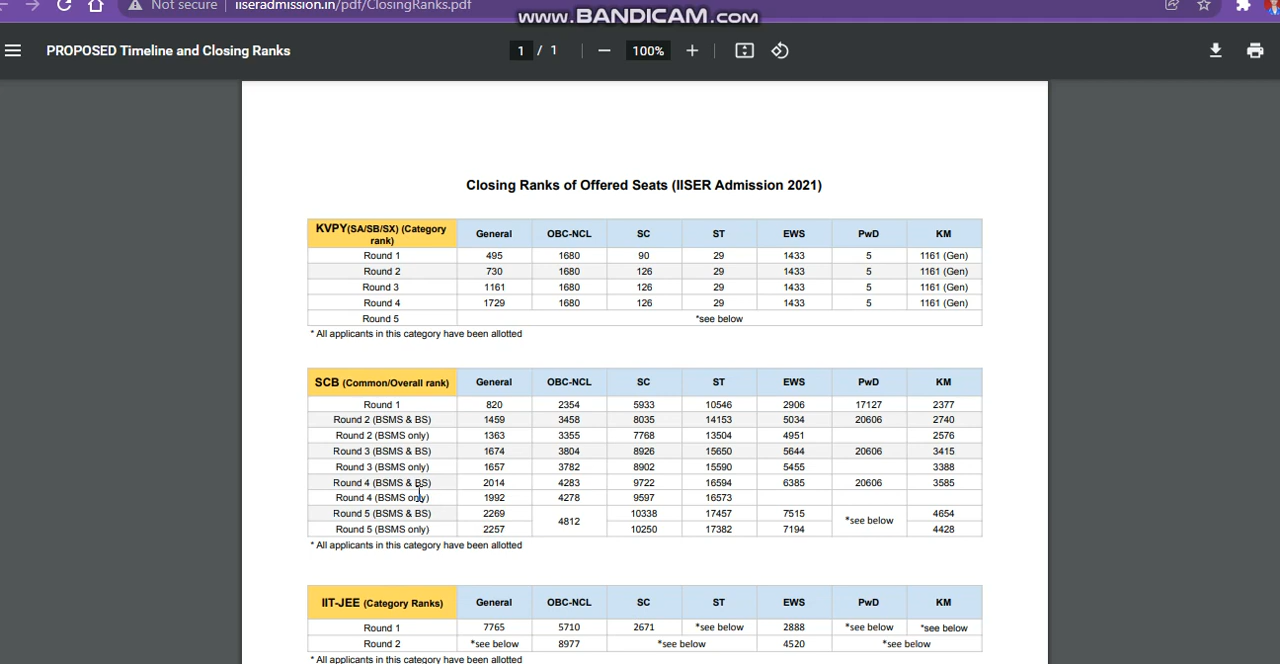 Not secure | iiseradmission.in/pdf/ClosingRanks.pdf
www.BANDICAM.com
PROPOSED Timeline and Closing Ranks
1 / 1
100%
Closing Ranks of Offered Seats (IISER Admission 2021)
KVPY(SA/SB/SX) (Category rank) General OBC-NCL SC ST EWS PwD KM
Round 1 495 1680 90 29 1433 5 1161 (Gen)
Round 2 730 1680 126 29 1433 5 1161 (Gen)
Round 3 1161 1680 126 29 1433 5 1161 (Gen)
Round 4 1729 1680 126 29 1433 5 1161 (Gen)
Round 5 *see below
* All applicants in this category have been allotted
SCB (Common/Overall rank) General OBC-NCL SC ST EWS PwD KM
Round 1 820 2354 5933 10546 2906 17127 2377
Round 2 (BSMS & BS) 1459 3458 8035 14153 5034 20606 2740
Round 2 (BSMS only) 1363 3355 7768 13504 4951 2576
Round 3 (BSMS & BS) 1674 3804 8926 15650 5644 20606 3415
Round 3 (BSMS only) 1657 3782 8902 15590 5455 3388
Round 4 (BSMS & BS) 2014 4283 9722 16594 6385 20606 3585
Round 4 (BSMS only) 1992 4278 9597 16573
Round 5 (BSMS & BS) 2269 4812 10338 17457 7515 *see below 4654
Round 5 (BSMS only) 2257 10250 17382 7194 4428
* All applicants in this category have been allotted
IIT-JEE (Category Ranks) General OBC-NCL SC ST EWS PwD KM
Round 1 7765 5710 2671 *see below 2888 *see below *see below
Round 2 *see below 8977 *see below 4520 *see below
* All applicants in this category have been allotted